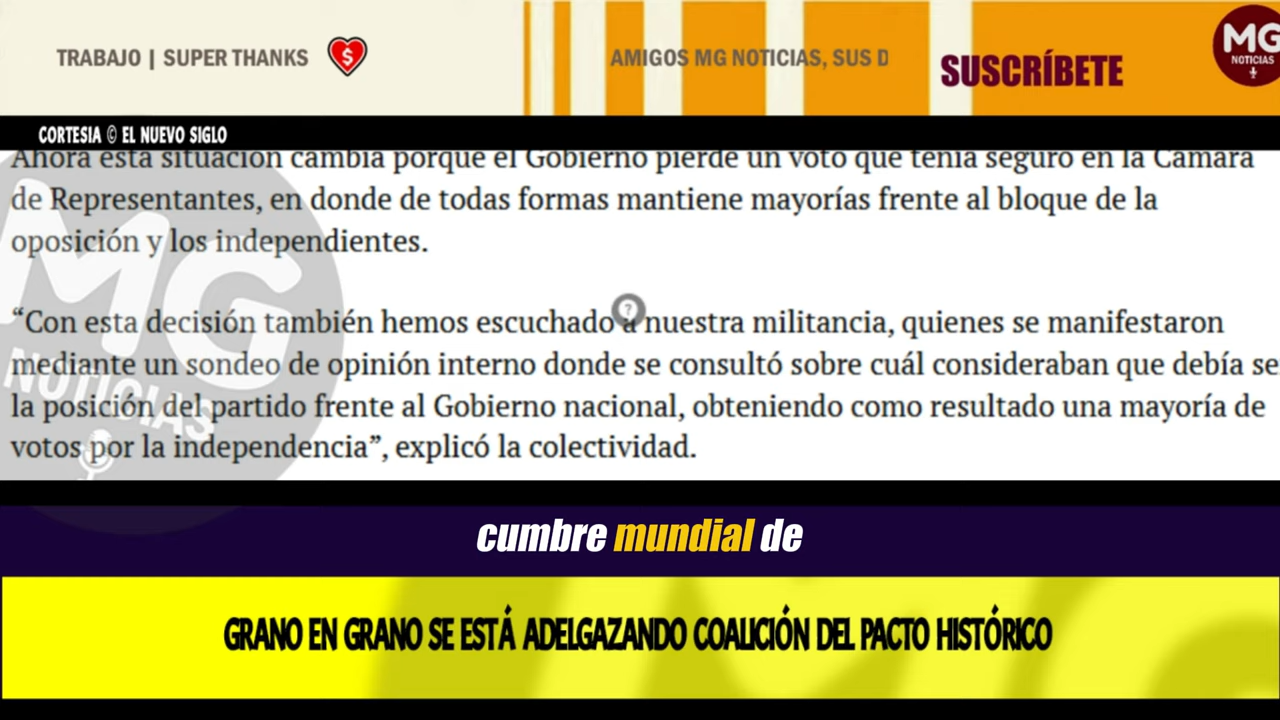 TRABAJO | SUPER THANKS
AMIGOS MG NOTICIAS, SUS D
SUSCRÍBETE
MG
NOTICIAS
CORTESIA © EL NUEVO SIGLO
Ahora esta situación cambia porque el Gobierno pierde un voto que tenía seguro en la Cámara
de Representantes, en donde de todas formas mantiene mayorías frente al bloque de la
oposición y los independientes.
“Con esta decisión también hemos escuchado a nuestra militancia, quienes se manifestaron
mediante un sondeo de opinión interno donde se consultó sobre cuál consideraban que debía se
la posición del partido frente al Gobierno nacional, obteniendo como resultado una mayoría de
votos por la independencia”, explicó la colectividad.
MG
NOTICIAS
cumbre mundial de
GRANO EN GRANO SE ESTÁ ADELGAZANDO COALICIÓN DEL PACTO HISTÓRICO